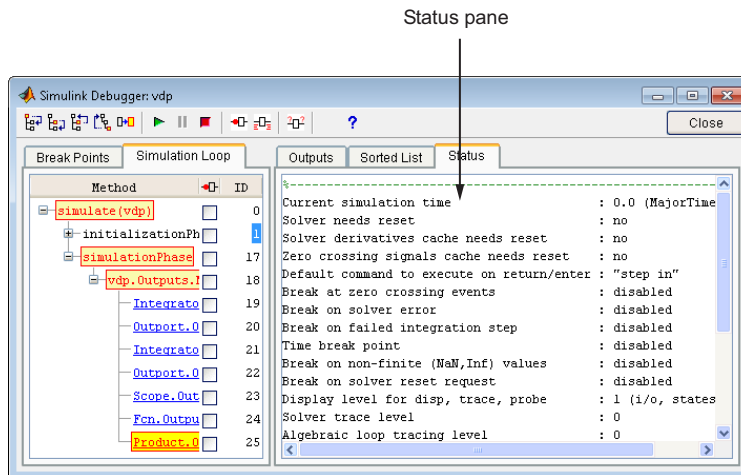 Status pane
Simulink Debugger: vdp
? Close
Break Points Simulation Loop
Outputs Sorted List Status
Method ID
simulate(vdp) 0
initializationPh 1
simulationPhase 17
vdp.Outputs.M 18
Integrato 19
Outport.O 20
Integrato 21
Outport.O 22
Scope.Out 23
Fcn.Outpu 24
Product.O 25
%----------------------------------------------------------------
Current simulation time : 0.0 (MajorTime
Solver needs reset : no
Solver derivatives cache needs reset : no
Zero crossing signals cache needs reset : no
Default command to execute on return/enter : "step in"
Break at zero crossing events : disabled
Break on solver error : disabled
Break on failed integration step : disabled
Time break point : disabled
Break on non-finite (NaN,Inf) values : disabled
Break on solver reset request : disabled
Display level for disp, trace, probe : 1 (i/o, states
Solver trace level : 0
Algebraic loop tracing level : 0